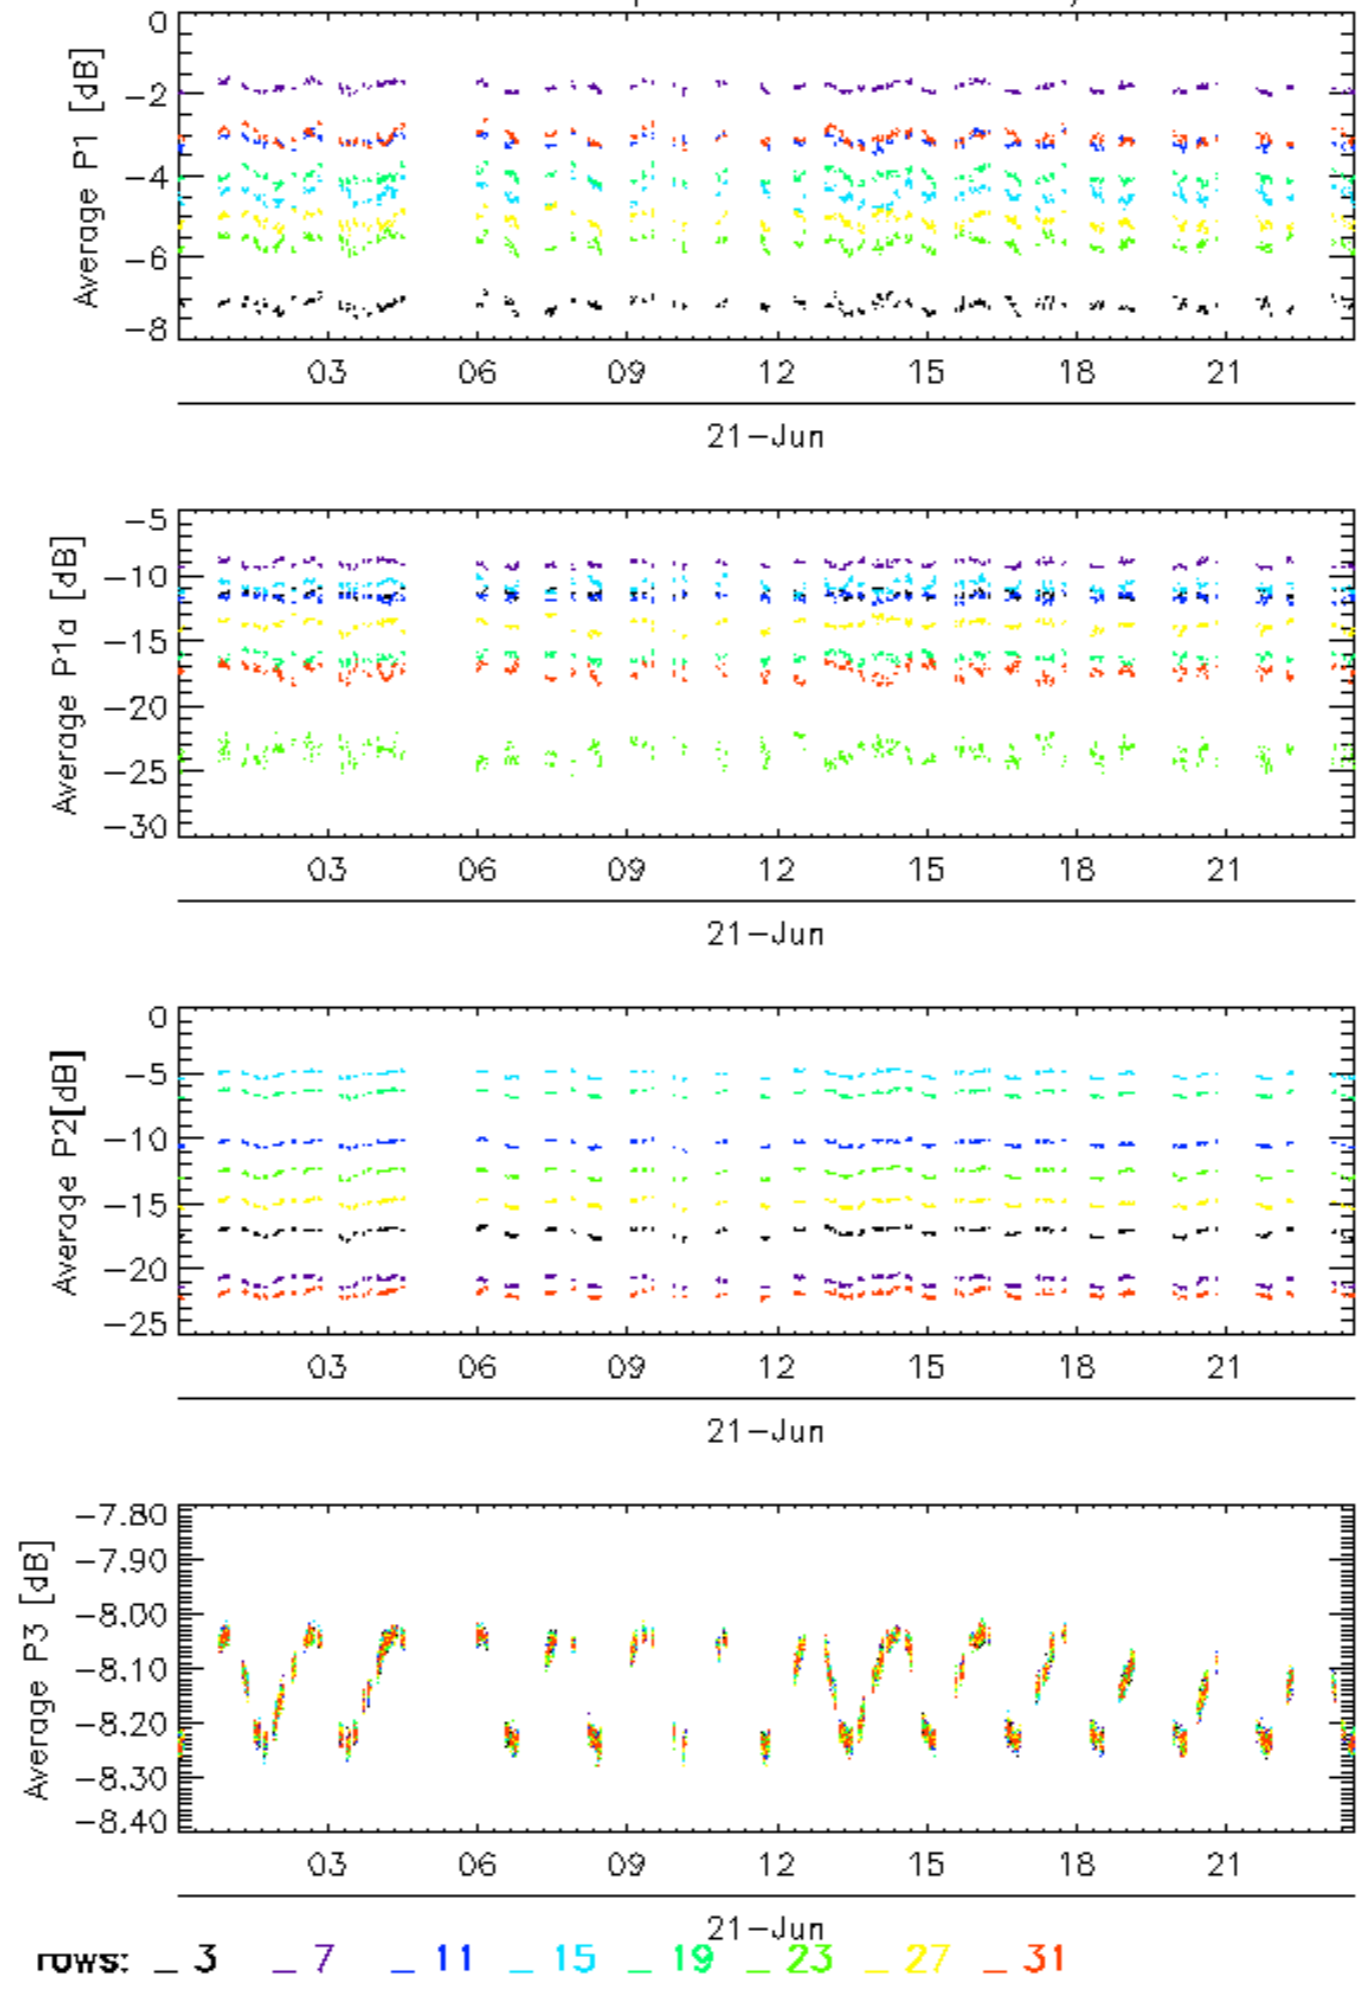 Average P1 [dB]
0
−2
−4
−6
−8
03 06 09 12 15 18 21
21−Jun
Average P1a [dB]
−5
−10
−15
−20
−25
−30
03 06 09 12 15 18 21
21−Jun
Average P2[dB]
0
−5
−10
−15
−20
−25
03 06 09 12 15 18 21
21−Jun
Average P3 [dB]
−7.80
−7.90
−8.00
−8.10
−8.20
−8.30
−8.40
03 06 09 12 15 18 21
21−Jun
rows: _ 3 _ 7 _ 11 _ 15 _ 19 _ 23 _ 27 _ 31